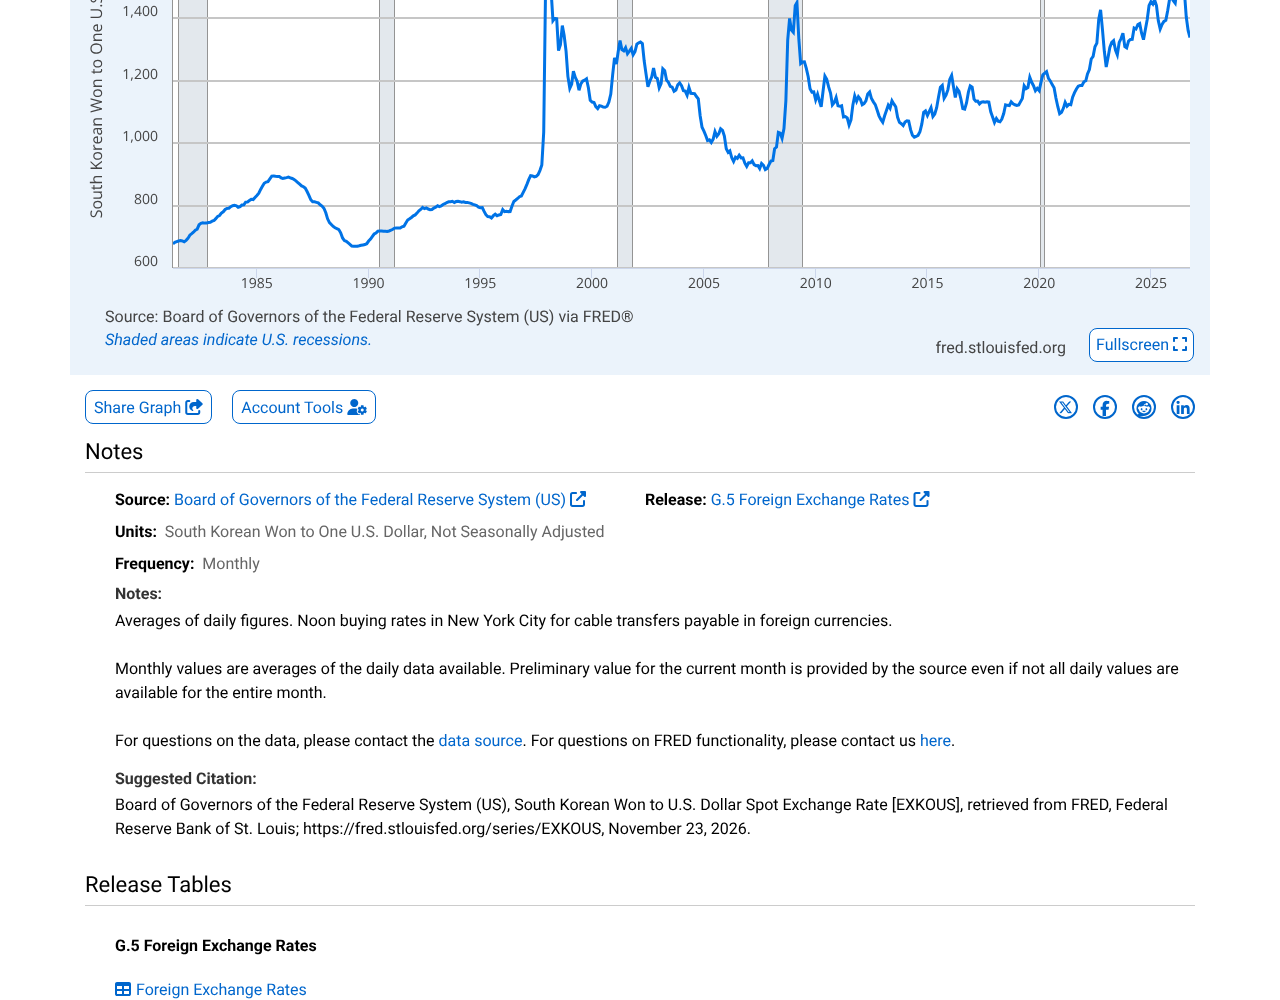 South Korean Won to One U.S
1,400
1,200
1,000
800
600
1985
1990
1995
2000
2005
2010
2015
2020
2025
Source: Board of Governors of the Federal Reserve System (US) via FRED®
Shaded areas indicate U.S. recessions.
fred.stlouisfed.org
Fullscreen
Share Graph
Account Tools
Notes
Source: Board of Governors of the Federal Reserve System (US)
Release: G.5 Foreign Exchange Rates
Units: South Korean Won to One U.S. Dollar, Not Seasonally Adjusted
Frequency: Monthly
Notes:
Averages of daily figures. Noon buying rates in New York City for cable transfers payable in foreign currencies.
Monthly values are averages of the daily data available. Preliminary value for the current month is provided by the source even if not all daily values are
available for the entire month.
For questions on the data, please contact the data source. For questions on FRED functionality, please contact us here.
Suggested Citation:
Board of Governors of the Federal Reserve System (US), South Korean Won to U.S. Dollar Spot Exchange Rate [EXKOUS], retrieved from FRED, Federal
Reserve Bank of St. Louis; https://fred.stlouisfed.org/series/EXKOUS, November 23, 2026.
Release Tables
G.5 Foreign Exchange Rates
Foreign Exchange Rates